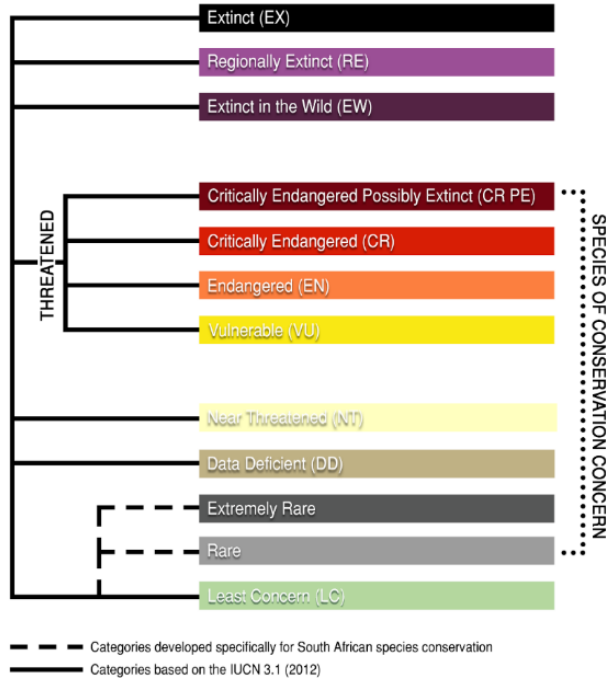 Extinct (EX)
Regionally Extinct (RE)
Extinct in the Wild (EW)
THREATENED
Critically Endangered Possibly Extinct (CR PE)
Critically Endangered (CR)
Endangered (EN)
Vulnerable (VU)
SPECIES OF CONSERVATION CONCERN
Near Threatened (NT)
Data Deficient (DD)
Extremely Rare
Rare
Least Concern (LC)
Categories developed specifically for South African species conservation
Categories based on the IUCN 3.1 (2012)